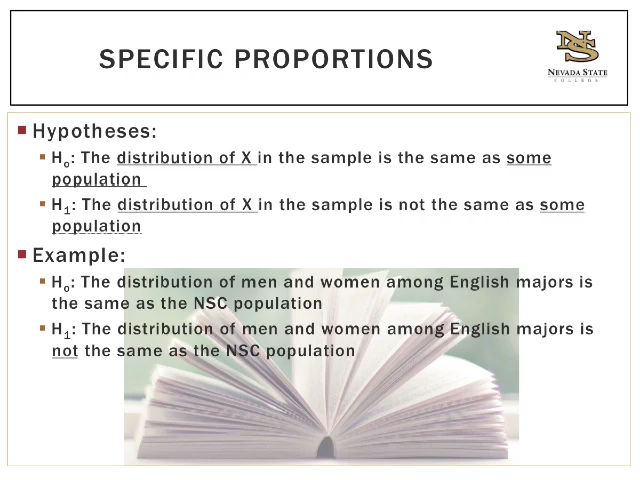 SPECIFIC PROPORTIONS
NS
NEVADA STATE
COLLEGE
Hypotheses:
Ho: The distribution of X in the sample is the same as some
population
H1: The distribution of X in the sample is not the same as some
population
Example:
Ho: The distribution of men and women among English majors is
the same as the NSC population
H1: The distribution of men and women among English majors is
not the same as the NSC population